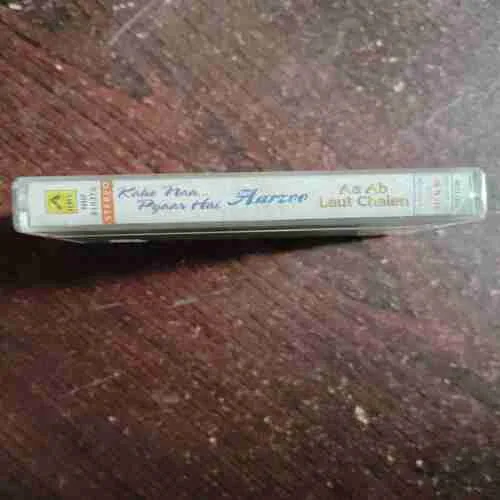 STEREO
Kaho Naa...
Pyaar Hai
Aarzoo
Aa Ab
Laut Chalen